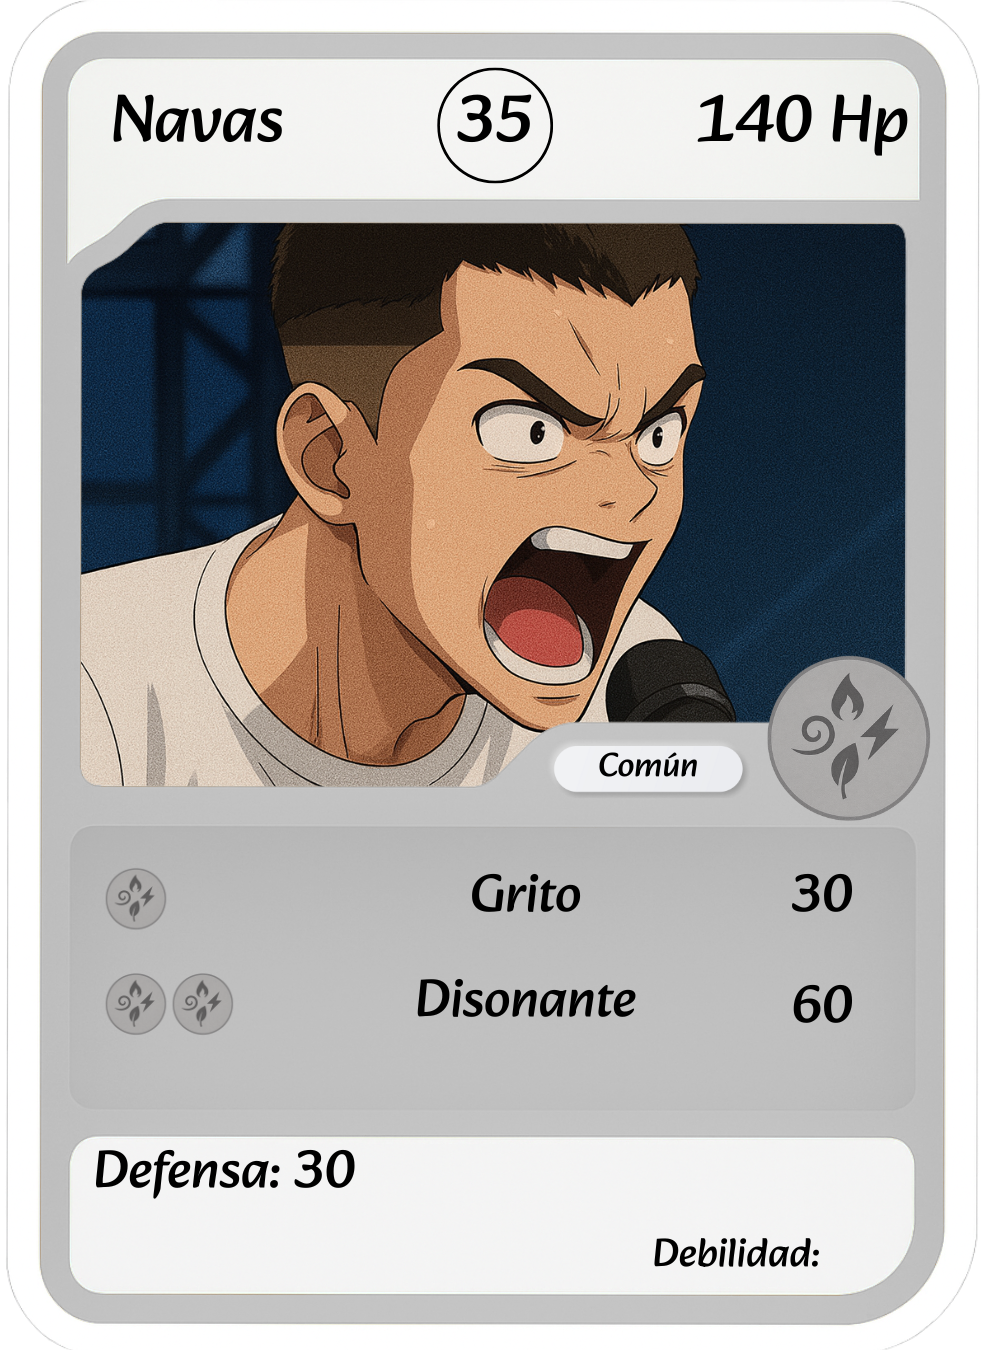 Navas 35 140 Hp
Común
Grito 30
Disonante 60
Defensa: 30
Debilidad: